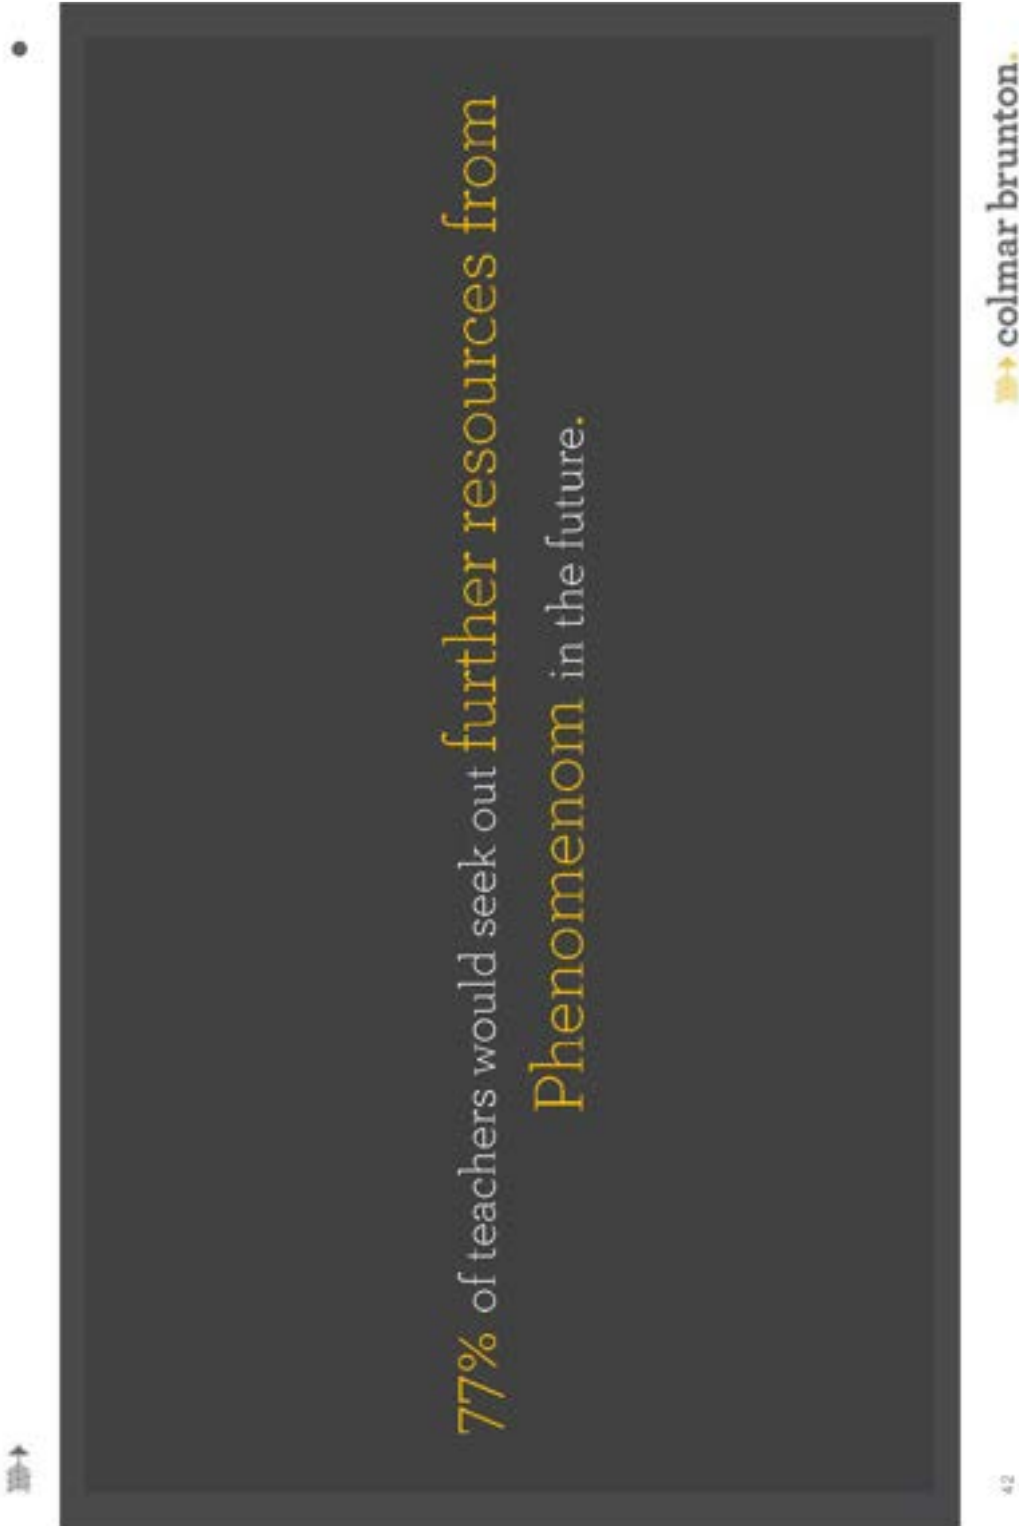 77% of teachers would seek out further resources from
Phenomenom in the future.
42
colmar brunton.